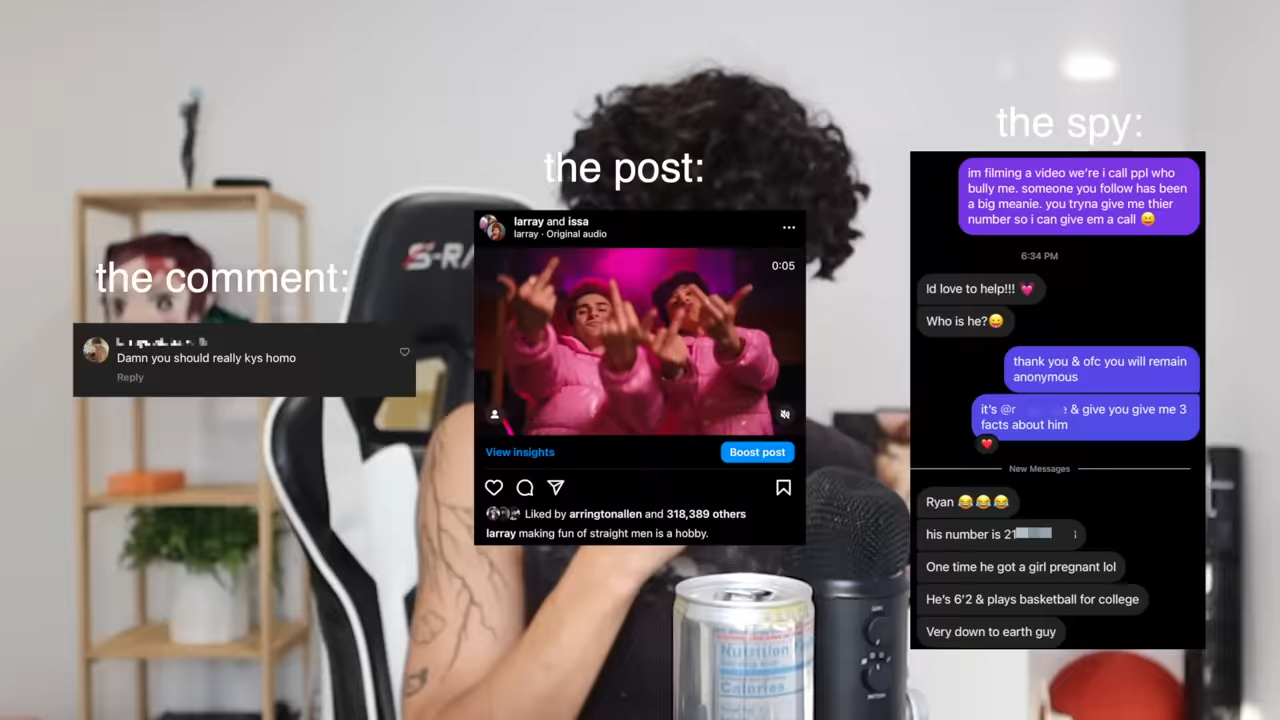 the comment:
Damn you should really kys homo
Reply
the post:
larray and issa
larray · Original audio
0:05
View insights
Boost post
Liked by arringtonallen and 318,389 others
larray making fun of straight men is a hobby.
S-RA
Nutrition
Calories
the spy:
im filming a video we're i call ppl who
bully me. someone you follow has been
a big meanie. you tryna give me thier
number so i can give em a call 😝
6:34 PM
Id love to help!!! 💗
Who is he?😜
thank you & ofc you will remain
anonymous
it's @r e & give you give me 3
facts about him
New Messages
Ryan 😂😂😂
his number is 21
One time he got a girl pregnant lol
He's 6'2 & plays basketball for college
Very down to earth guy